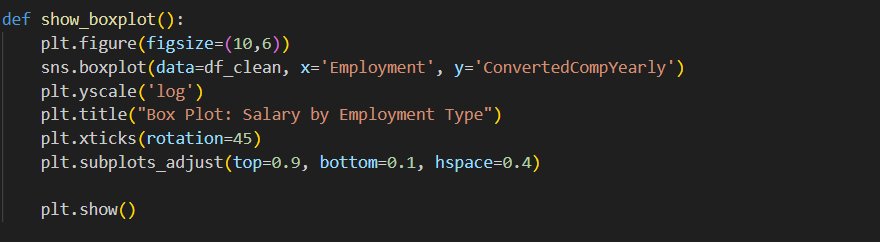 def show_boxplot():
    plt.figure(figsize=(10,6))
    sns.boxplot(data=df_clean, x='Employment', y='ConvertedCompYearly')
    plt.yscale('log')
    plt.title("Box Plot: Salary by Employment Type")
    plt.xticks(rotation=45)
    plt.subplots_adjust(top=0.9, bottom=0.1, hspace=0.4)
    plt.show()